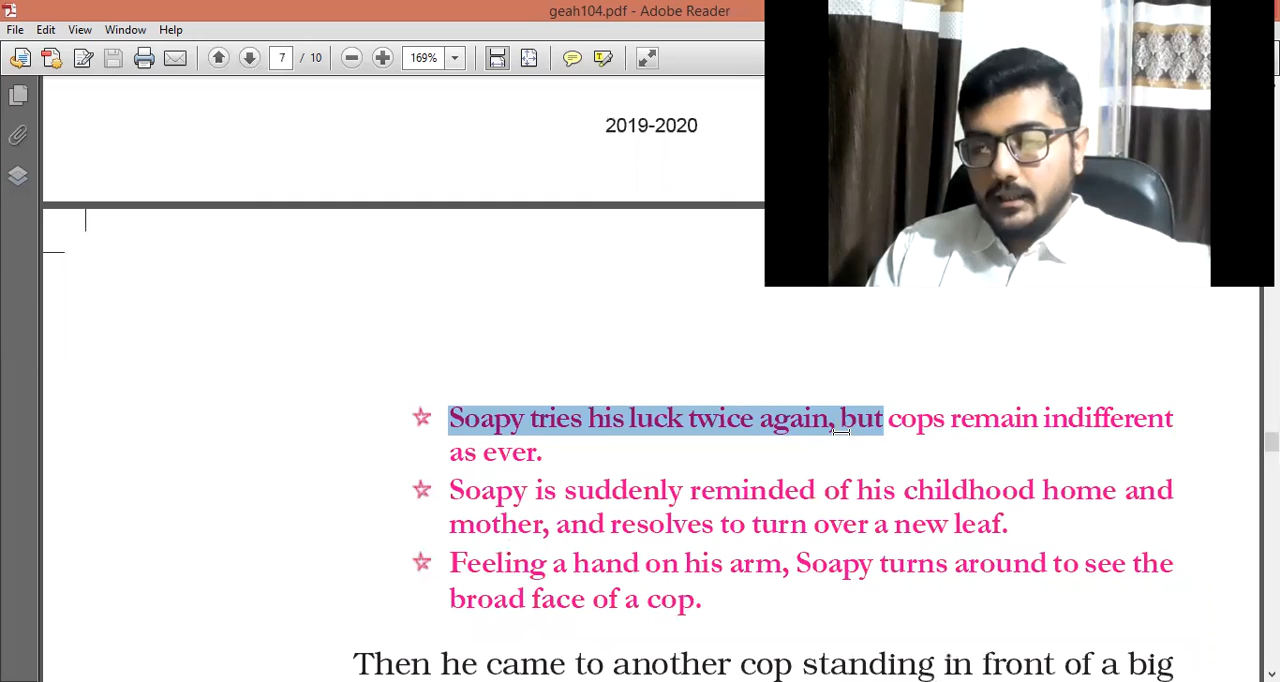 geah104.pdf - Adobe Reader
File Edit View Window Help
7 / 10 169%
2019-2020
Soapy tries his luck twice again, but cops remain indifferent
as ever.
Soapy is suddenly reminded of his childhood home and
mother, and resolves to turn over a new leaf.
Feeling a hand on his arm, Soapy turns around to see the
broad face of a cop.
Then he came to another cop standing in front of a big